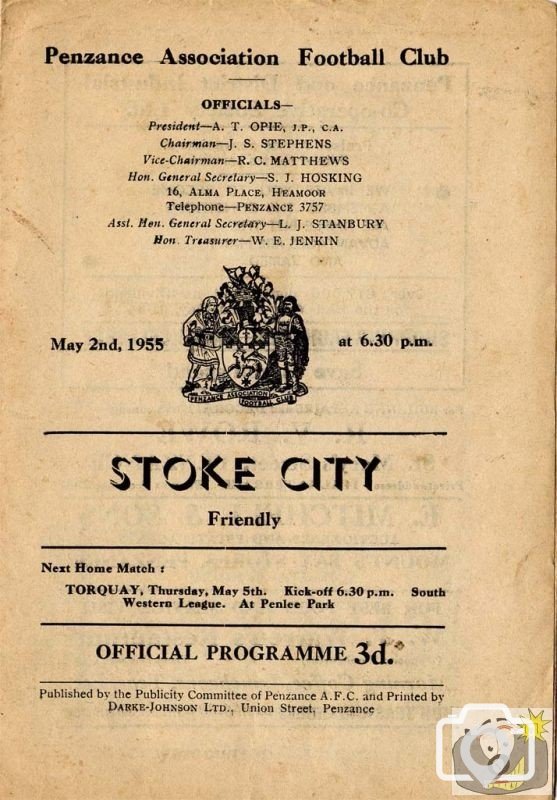 Penzance Association Football Club
OFFICIALS—
President—A. T. OPIE, J.P., C.A.
Chairman—J. S. STEPHENS
Vice-Chairman—R. C. MATTHEWS
Hon. General Secretary—S. J. HOSKING
16, ALMA PLACE, HEAMOOR
Telephone—PENZANCE 3757
Asst. Hon. General Secretary—L. J. STANBURY
Hon. Treasurer—W. E. JENKIN
May 2nd, 1955 at 6.30 p.m.
PENZANCE ASSOCIATION FOOTBALL CLUB
STOKE CITY
Friendly
Next Home Match :
TORQUAY, Thursday, May 5th. Kick-off 6.30 p.m. South
Western League. At Penlee Park
OFFICIAL PROGRAMME 3d.
Published by the Publicity Committee of Penzance A.F.C. and Printed by
DARKE-JOHNSON LTD., Union Street, Penzance